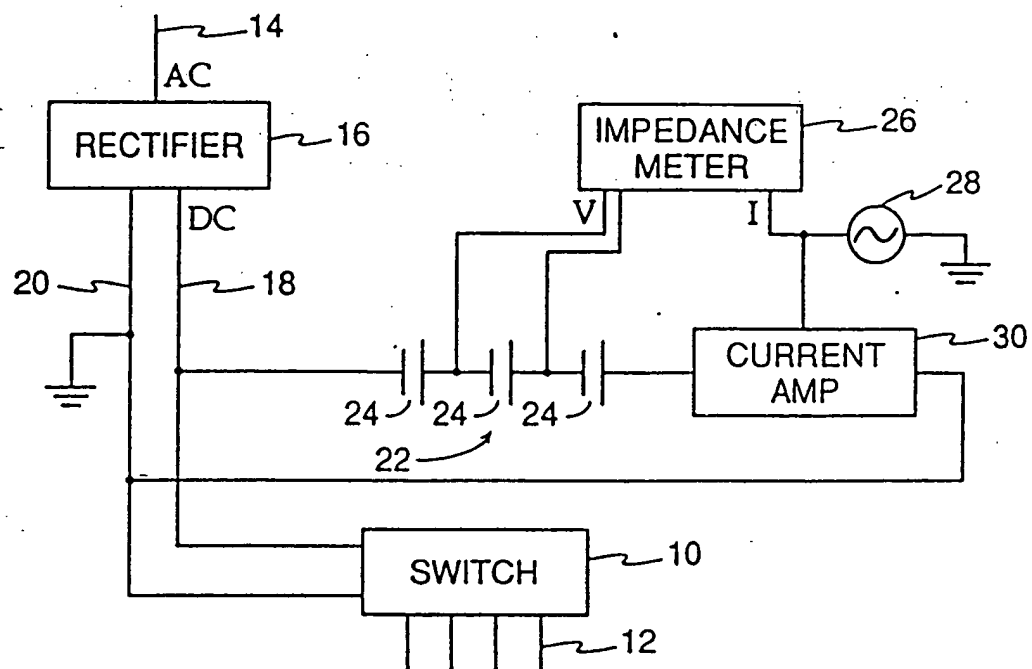 14
AC
RECTIFIER
16
IMPEDANCE
METER
26
DC
V
I
28
20
18
CURRENT
AMP
30
24
24
24
22
SWITCH
10
12